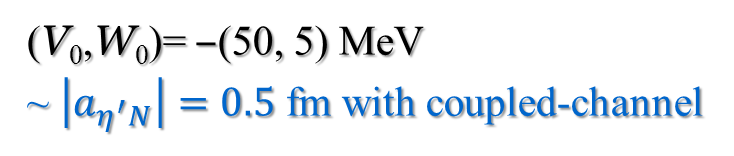 (V₀,W₀)= –(50, 5) MeV
~ |aη′N| = 0.5 fm with coupled-channel